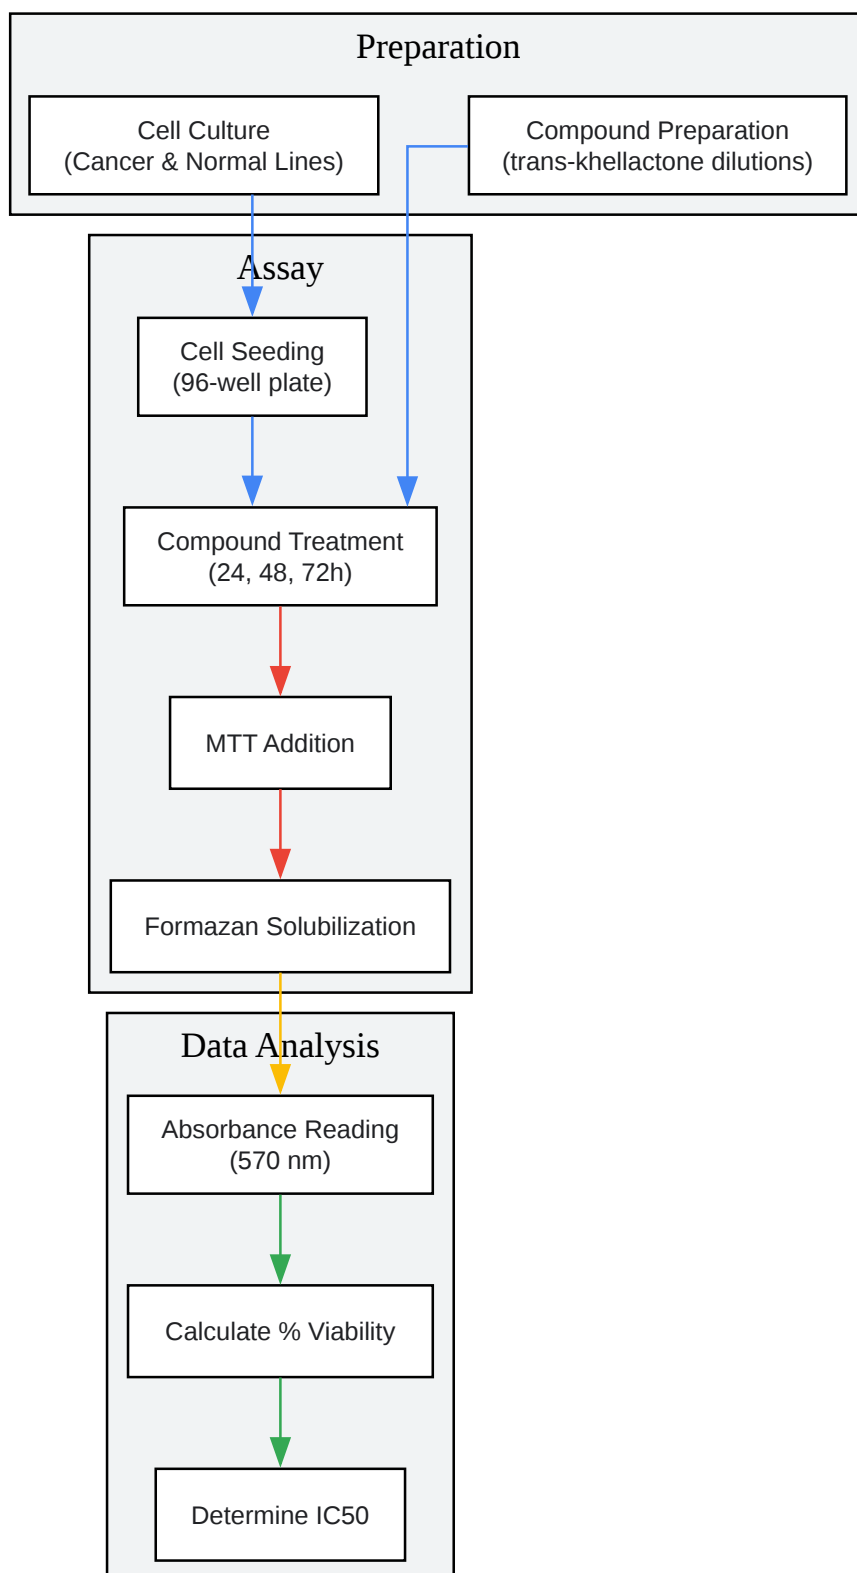 Preparation
Cell Culture
(Cancer & Normal Lines)
Compound Preparation
(trans-khellactone dilutions)
Assay
Cell Seeding
(96-well plate)
Compound Treatment
(24, 48, 72h)
MTT Addition
Formazan Solubilization
Data Analysis
Absorbance Reading
(570 nm)
Calculate % Viability
Determine IC50